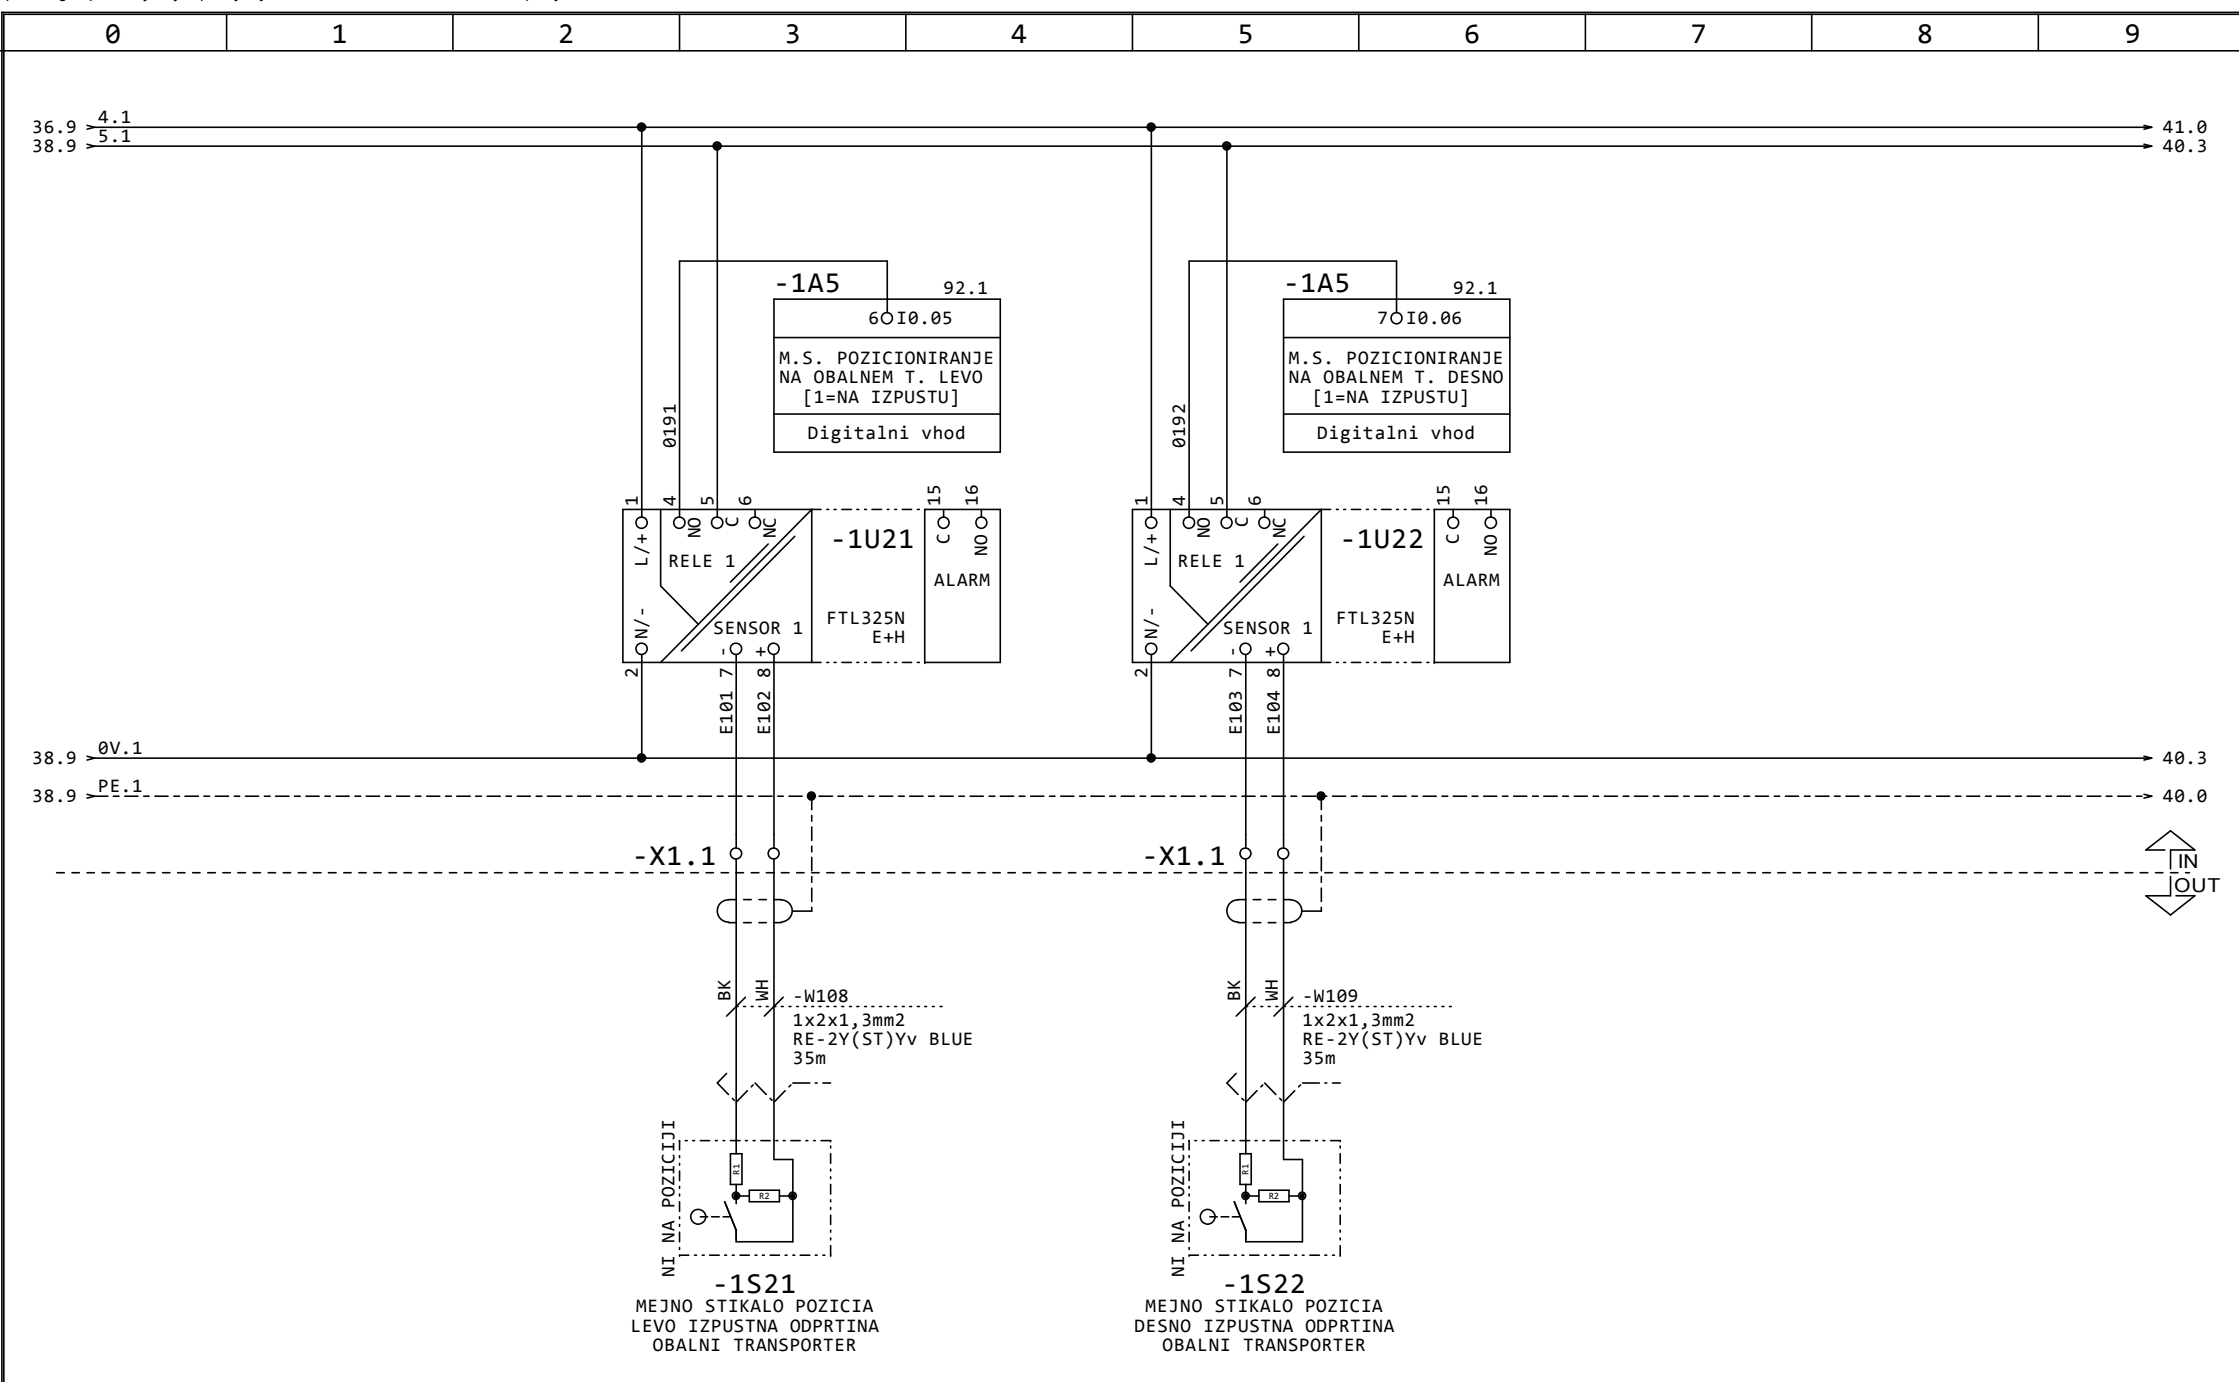 0 1 2 3 4 5 6 7 8 9
36.9 4.1 41.0
38.9 5.1 40.3
-1A5 92.1
6 I0.05
M.S. POZICIONIRANJE
NA OBALNEM T. LEVO
[1=NA IZPUSTU]
Digitalni vhod
-1A5 92.1
7 I0.06
M.S. POZICIONIRANJE
NA OBALNEM T. DESNO
[1=NA IZPUSTU]
Digitalni vhod
0191
1 4 5 6 15 16
L/+ NO C NC C NO
RELE 1
-1U21
ALARM
N/-
SENSOR 1
FTL325N
E+H
- +
2 7 8
E101 E102
0192
1 4 5 6 15 16
L/+ NO C NC C NO
RELE 1
-1U22
ALARM
N/-
SENSOR 1
FTL325N
E+H
- +
2 7 8
E103 E104
38.9 0V.1 40.3
38.9 PE.1 40.0
-X1.1
-X1.1
IN
OUT
BK WH
-W108
1x2x1,3mm2
RE-2Y(ST)Yv BLUE
35m
BK WH
-W109
1x2x1,3mm2
RE-2Y(ST)Yv BLUE
35m
NI NA POZICIJI
R1
R2
-1S21
MEJNO STIKALO POZICIA
LEVO IZPUSTNA ODPRTINA
OBALNI TRANSPORTER
NI NA POZICIJI
R1
R2
-1S22
MEJNO STIKALO POZICIA
DESNO IZPUSTNA ODPRTINA
OBALNI TRANSPORTER